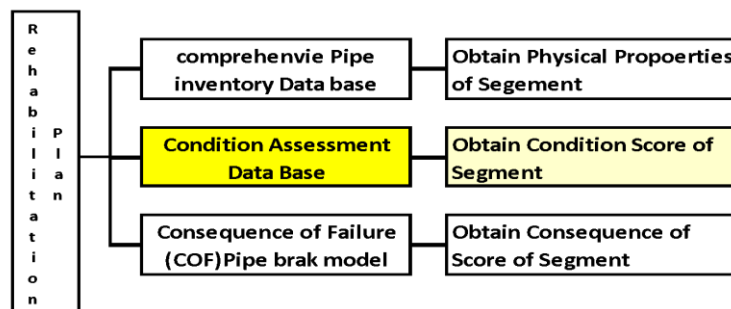 Rehabilitation
Plan
comprehenvie Pipe
inventory Data base
Obtain Physical Propoerties
of Segement
Condition Assessment
Data Base
Obtain Condition Score of
Segment
Consequence of Failure
(COF)Pipe brak model
Obtain Consequence of
Score of Segment